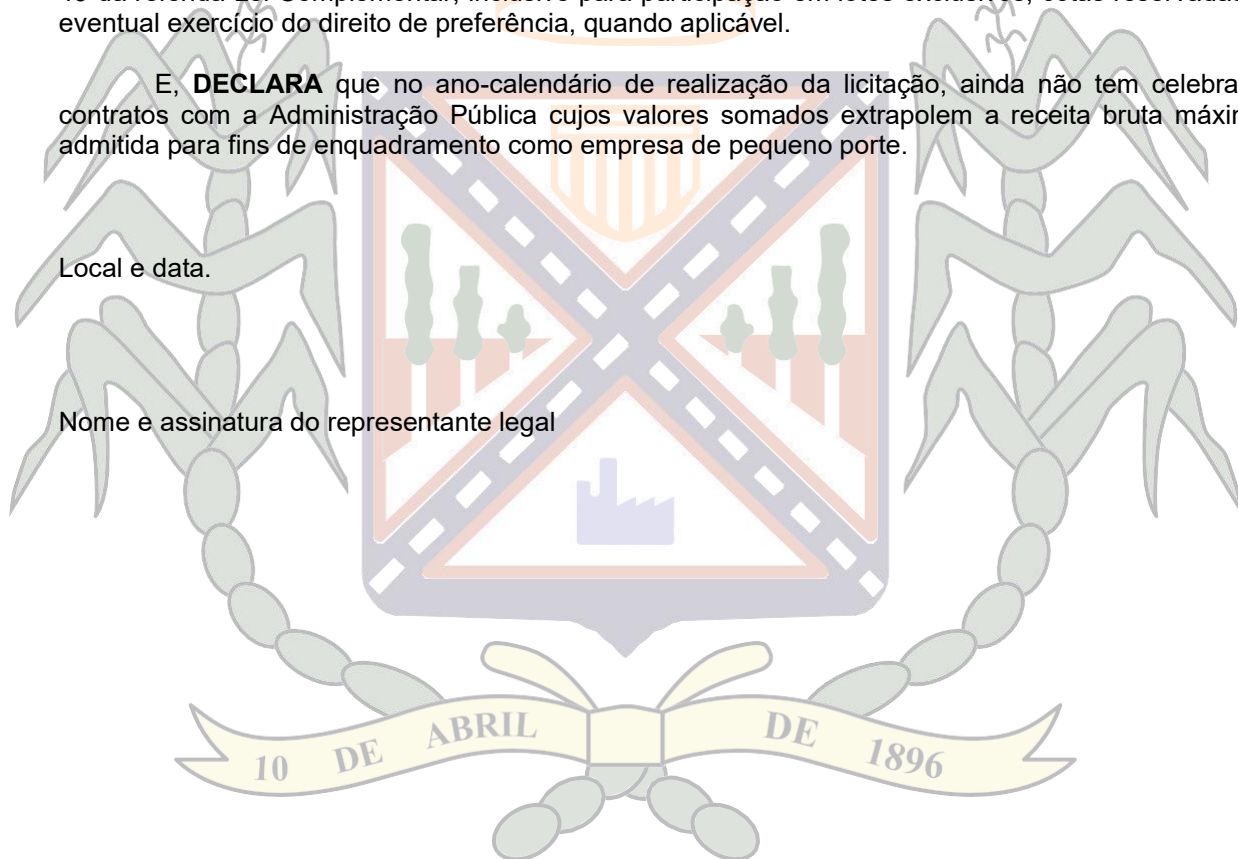 eventual exercício do direito de preferência, quando aplicável.
E, DECLARA que no ano-calendário de realização da licitação, ainda não tem celebra
contratos com a Administração Pública cujos valores somados extrapolem a receita bruta máxi
admitida para fins de enquadramento como empresa de pequeno porte.
Local e data.
Nome e assinatura do representante legal
10 DE ABRIL DE 1896